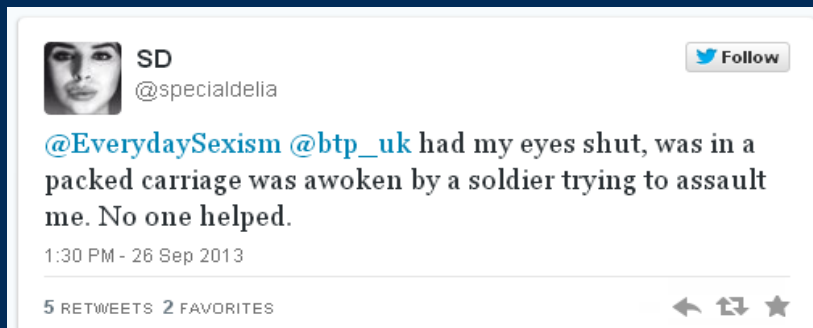 SD
Follow
@specialdelia
@EverydaySexism @btp_uk had my eyes shut, was in a
packed carriage was awoken by a soldier trying to assault
me. No one helped.
1:30 PM - 26 Sep 2013
5 RETWEETS 2 FAVORITES